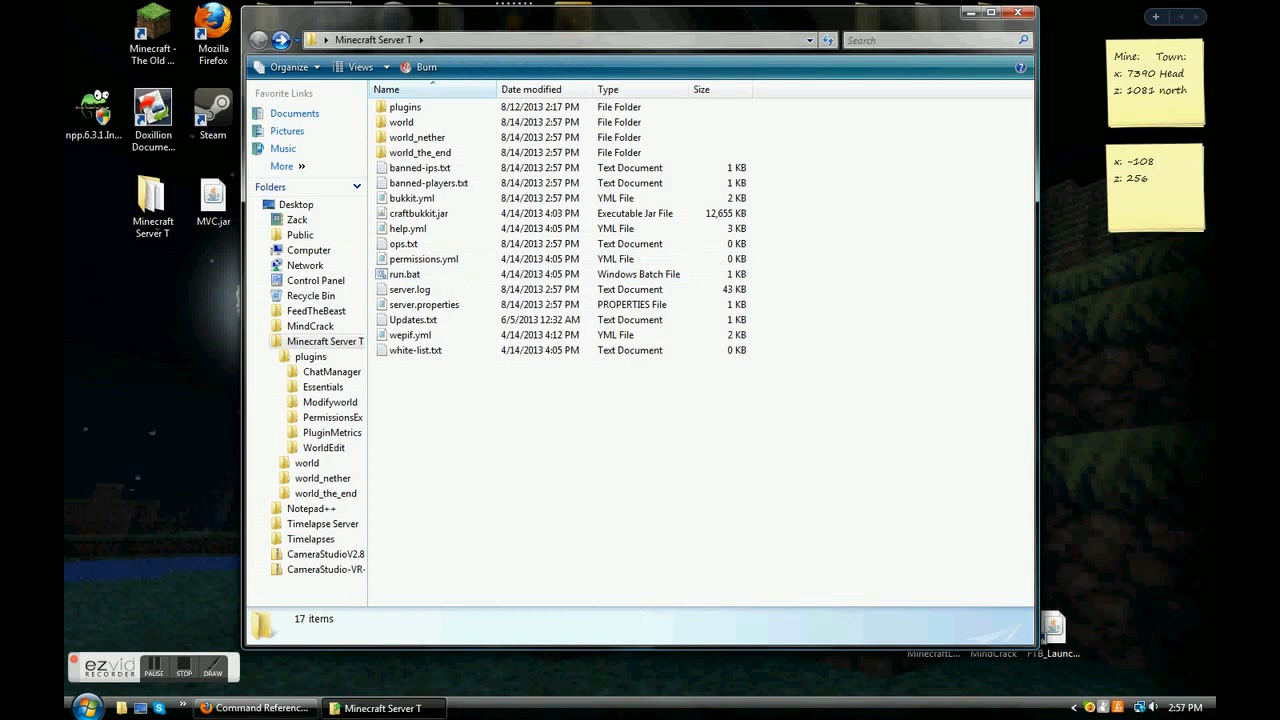 Minecraft -
The Old ...
Mozilla
Firefox
npp.6.3.1.In...
Doxillion
Docume...
Steam
Minecraft
Server T
MVC.jar
Minecraft Server T
Search
Organize
Views
Burn
Favorite Links
Documents
Pictures
Music
More »
Folders
Desktop
Zack
Public
Computer
Network
Control Panel
Recycle Bin
FeedTheBeast
MindCrack
Minecraft Server T
plugins
ChatManager
Essentials
Modifyworld
PermissionsEx
PluginMetrics
WorldEdit
world
world_nether
world_the_end
Notepad++
Timelapse Server
Timelapses
CameraStudioV2.8
CameraStudio-VR-
Name Date modified Type Size
plugins 8/12/2013 2:17 PM File Folder
world 8/14/2013 2:57 PM File Folder
world_nether 8/14/2013 2:57 PM File Folder
world_the_end 8/14/2013 2:57 PM File Folder
banned-ips.txt 8/14/2013 2:57 PM Text Document 1 KB
banned-players.txt 8/14/2013 2:57 PM Text Document 1 KB
bukkit.yml 8/14/2013 2:57 PM YML File 2 KB
craftbukkit.jar 4/14/2013 4:03 PM Executable Jar File 12,655 KB
help.yml 4/14/2013 4:05 PM YML File 3 KB
ops.txt 8/14/2013 2:57 PM Text Document 0 KB
permissions.yml 4/14/2013 4:05 PM YML File 0 KB
run.bat 4/14/2013 4:05 PM Windows Batch File 1 KB
server.log 8/14/2013 2:57 PM Text Document 43 KB
server.properties 8/14/2013 2:57 PM PROPERTIES File 1 KB
Updates.txt 6/5/2013 12:32 AM Text Document 1 KB
wepif.yml 4/14/2013 4:12 PM YML File 2 KB
white-list.txt 4/14/2013 4:05 PM Text Document 0 KB
17 items
Mine: Town:
x: 7390 Head
z: 1081 north
x: -108
z: 256
MinecraftL... MindCrack FTB_Launc...
ezvid
RECORDER
PAUSE STOP DRAW
Command Referenc...
Minecraft Server T
2:57 PM